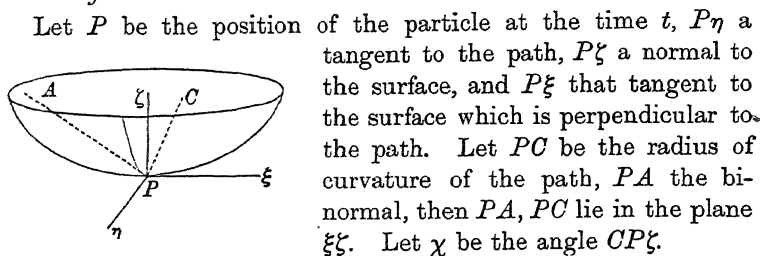 Let P be the position of the particle at the time t, Pη a
tangent to the path, Pζ a normal to
the surface, and Pξ that tangent to
the surface which is perpendicular to
the path. Let PC be the radius of
curvature of the path, PA the bi-
normal, then PA, PC lie in the plane
ξζ. Let χ be the angle CPζ.
A
ζ
C
P
ξ
η